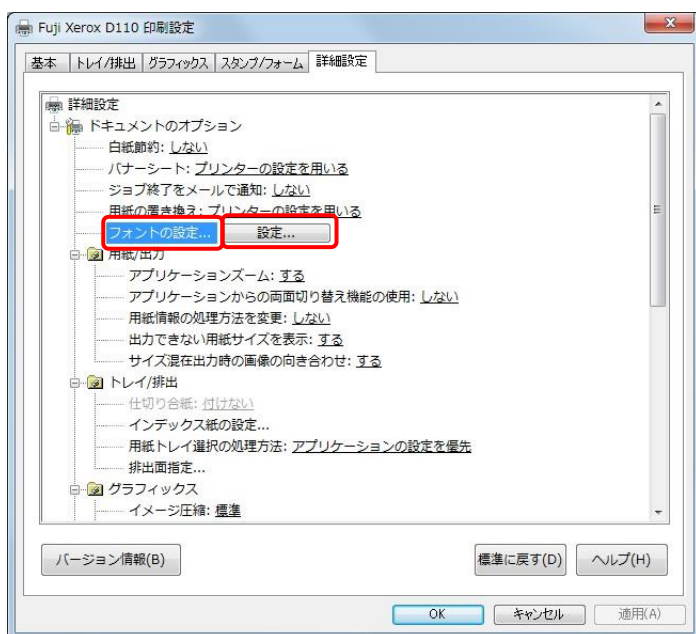 Fuji Xerox D110 印刷設定
基本 トレイ/排出 グラフィックス スタンプ/フォーム 詳細設定
詳細設定
ドキュメントのオプション
白紙節約: しない
バナーシート: プリンターの設定を用いる
ジョブ終了をメールで通知: しない
用紙の置き換え: プリンターの設定を用いる
フォントの設定... 設定...
用紙/出力
アプリケーションズーム: する
アプリケーションからの両面切り替え機能の使用: しない
用紙情報の処理方法を変更: しない
出力できない用紙サイズを表示: する
サイズ混在出力時の画像の向き合わせ: する
トレイ/排出
仕切り合紙: 付けない
インデックス紙の設定...
用紙トレイ選択の処理方法: アプリケーションの設定を優先
排出面指定...
グラフィックス
イメージ圧縮: 標準
バージョン情報(B) 標準に戻す(D) ヘルプ(H)
OK キャンセル 適用(A)